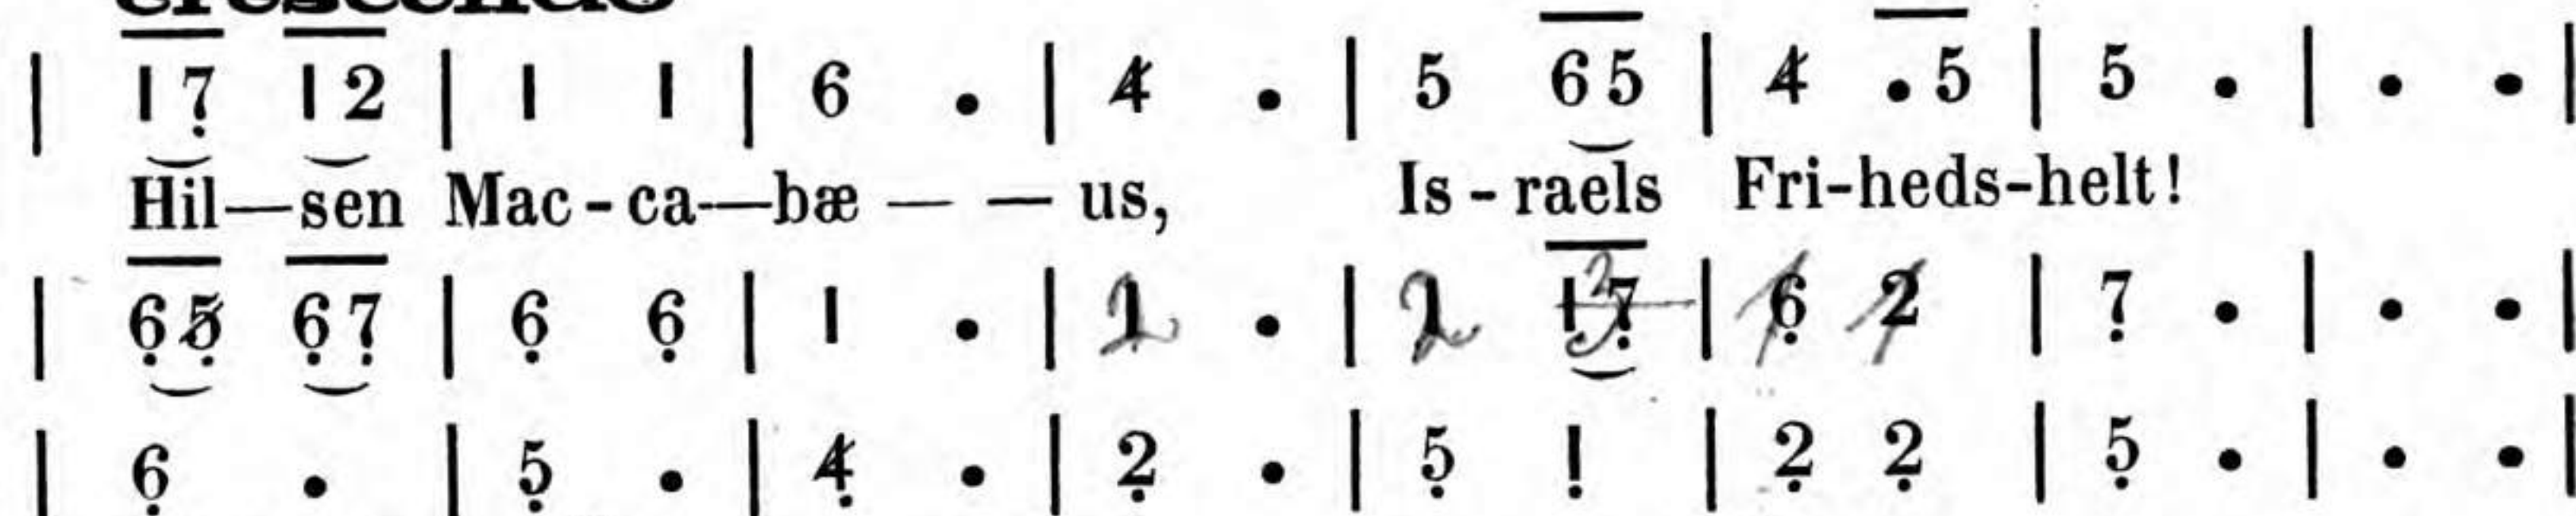 crescendo
| 1 7̣ 1 2 | 1 1 | 6 • | 4 • | 5 6 5 | 4 • 5 | 5 • | • • |
Hil—sen Mac-ca—bæ — — us, Is-raels Fri-heds-helt!
| 6̣ 5̣ 6̣ 7̣ | 6̣ 6̣ | 1 • | 1 • | 1 1 7̣ | 6̣ 2 | 7̣ • | • • |
| 6̣ • | 5̣ • | 4̣ • | 2̣ • | 5̣ 1̣ | 2̣ 2̣ | 5̣ • | • • |